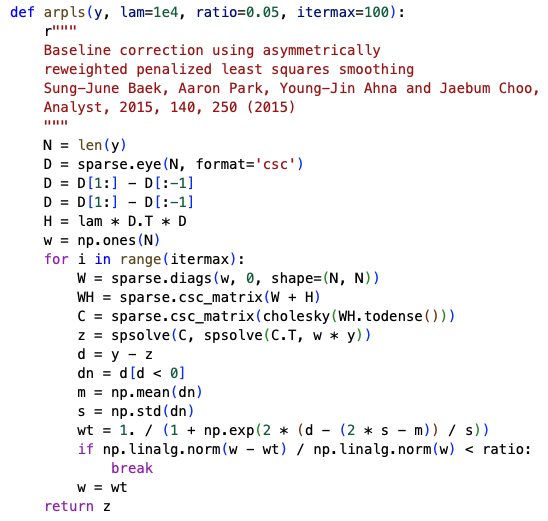 def arpls(y, lam=1e4, ratio=0.05, itermax=100):
    r"""
    Baseline correction using asymmetrically
    reweighted penalized least squares smoothing
    Sung-June Baek, Aaron Park, Young-Jin Ahna and Jaebum Choo,
    Analyst, 2015, 140, 250 (2015)
    """
    N = len(y)
    D = sparse.eye(N, format='csc')
    D = D[1:] - D[:-1]
    D = D[1:] - D[:-1]
    H = lam * D.T * D
    w = np.ones(N)
    for i in range(itermax):
        W = sparse.diags(w, 0, shape=(N, N))
        WH = sparse.csc_matrix(W + H)
        C = sparse.csc_matrix(cholesky(WH.todense()))
        z = spsolve(C, spsolve(C.T, w * y))
        d = y - z
        dn = d[d < 0]
        m = np.mean(dn)
        s = np.std(dn)
        wt = 1. / (1 + np.exp(2 * (d - (2 * s - m)) / s))
        if np.linalg.norm(w - wt) / np.linalg.norm(w) < ratio:
            break
        w = wt
    return z